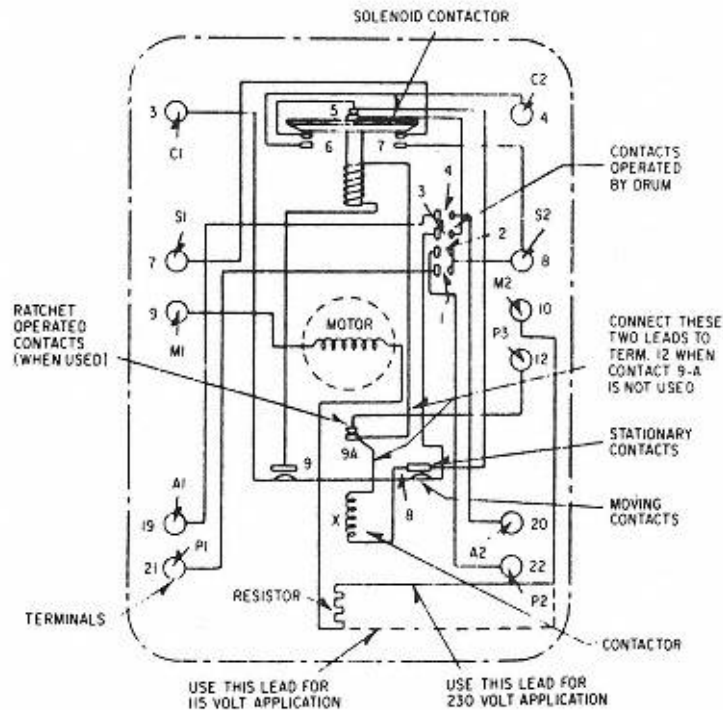 SOLENOID CONTACTOR
C2
3
5
4
C1
6
7
CONTACTS
OPERATED
BY DRUM
4
3
S1
2
S2
7
8
1
M2
RATCHET
OPERATED
CONTACTS
(WHEN USED)
9
MOTOR
10
P3
M1
12
CONNECT THESE
TWO LEADS TO
TERM. 12 WHEN
CONTACT 9-A
IS NOT USED
9A
9
STATIONARY
CONTACTS
8
A1
X
MOVING
CONTACTS
19
20
P1
A2
21
22
RESISTOR
P2
TERMINALS
CONTACTOR
USE THIS LEAD FOR
115 VOLT APPLICATION
USE THIS LEAD FOR
230 VOLT APPLICATION